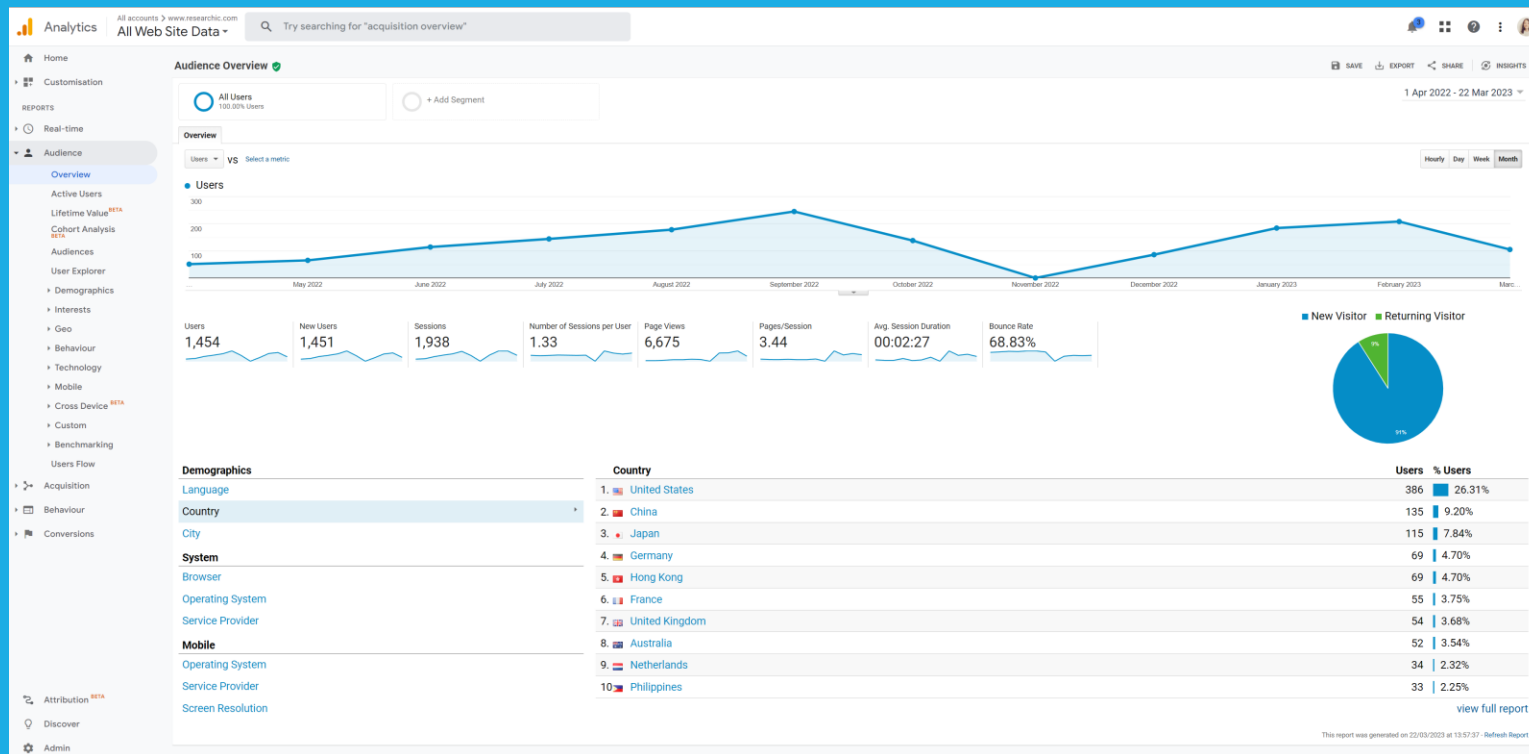 Analytics
All accounts > www.researchic.com
All Web Site Data
Try searching for "acquisition overview"
3
Home
Customisation
REPORTS
Real-time
Audience
Overview
Active Users
Lifetime Value BETA
Cohort Analysis
BETA
Audiences
User Explorer
Demographics
Interests
Geo
Behaviour
Technology
Mobile
Cross Device BETA
Custom
Benchmarking
Users Flow
Acquisition
Behaviour
Conversions
Attribution BETA
Discover
Admin
Audience Overview
SAVE EXPORT SHARE INSIGHTS
All Users
100.00% Users
+ Add Segment
1 Apr 2022 - 22 Mar 2023
Overview
Users VS Select a metric
Hourly Day Week Month
Users
300
200
100
... May 2022 June 2022 July 2022 August 2022 September 2022 October 2022 November 2022 December 2022 January 2023 February 2023 Marc...
New Visitor Returning Visitor
Users New Users Sessions Number of Sessions per User Page Views Pages/Session Avg. Session Duration Bounce Rate
1,454 1,451 1,938 1.33 6,675 3.44 00:02:27 68.83%
9%
91%
Demographics
Language
Country
City
System
Browser
Operating System
Service Provider
Mobile
Operating System
Service Provider
Screen Resolution
Country Users % Users
1. United States 386 26.31%
2. China 135 9.20%
3. Japan 115 7.84%
4. Germany 69 4.70%
5. Hong Kong 69 4.70%
6. France 55 3.75%
7. United Kingdom 54 3.68%
8. Australia 52 3.54%
9. Netherlands 34 2.32%
10. Philippines 33 2.25%
view full report
This report was generated on 22/03/2023 at 13:57:37 - Refresh Report